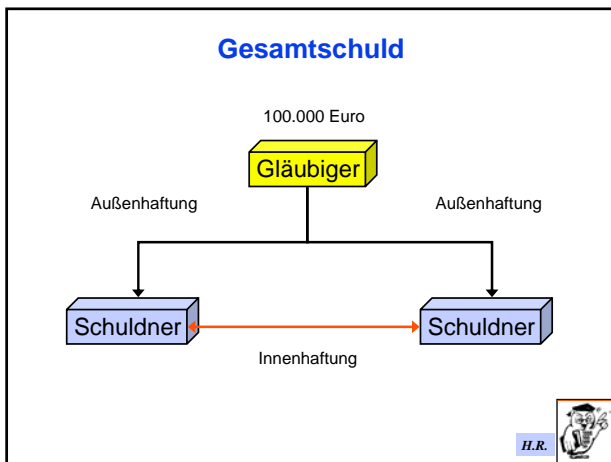 Gesamtschuld
100.000 Euro
Gläubiger
Außenhaftung Außenhaftung
Schuldner Schuldner
Innenhaftung
H.R.